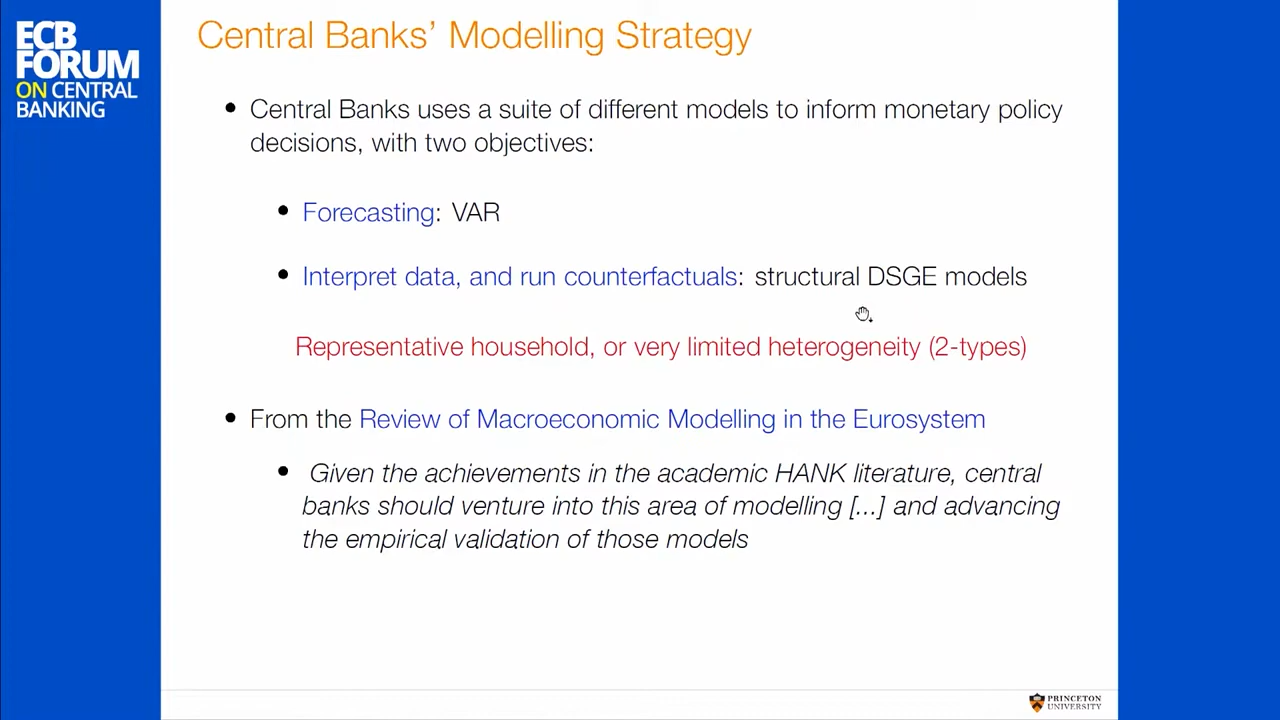 ECB
FORUM
ON CENTRAL
BANKING
Central Banks' Modelling Strategy
• Central Banks uses a suite of different models to inform monetary policy
decisions, with two objectives:
• Forecasting: VAR
• Interpret data, and run counterfactuals: structural DSGE models
Representative household, or very limited heterogeneity (2-types)
• From the Review of Macroeconomic Modelling in the Eurosystem
• Given the achievements in the academic HANK literature, central
banks should venture into this area of modelling [...] and advancing
the empirical validation of those models
PRINCETON
UNIVERSITY